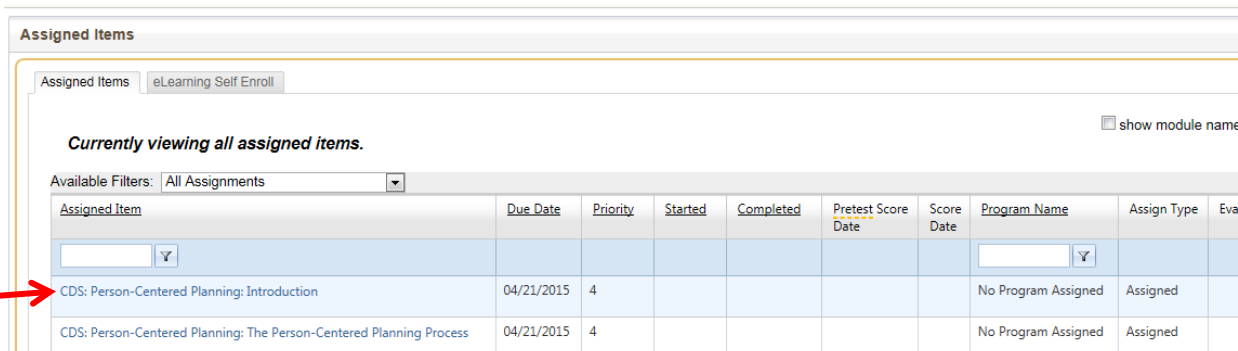 Assigned Items
Assigned Items eLearning Self Enroll
show module name
Currently viewing all assigned items.
Available Filters: All Assignments
Assigned Item Due Date Priority Started Completed Pretest Score Date Score Date Program Name Assign Type Eva
CDS: Person-Centered Planning: Introduction 04/21/2015 4 No Program Assigned Assigned
CDS: Person-Centered Planning: The Person-Centered Planning Process 04/21/2015 4 No Program Assigned Assigned